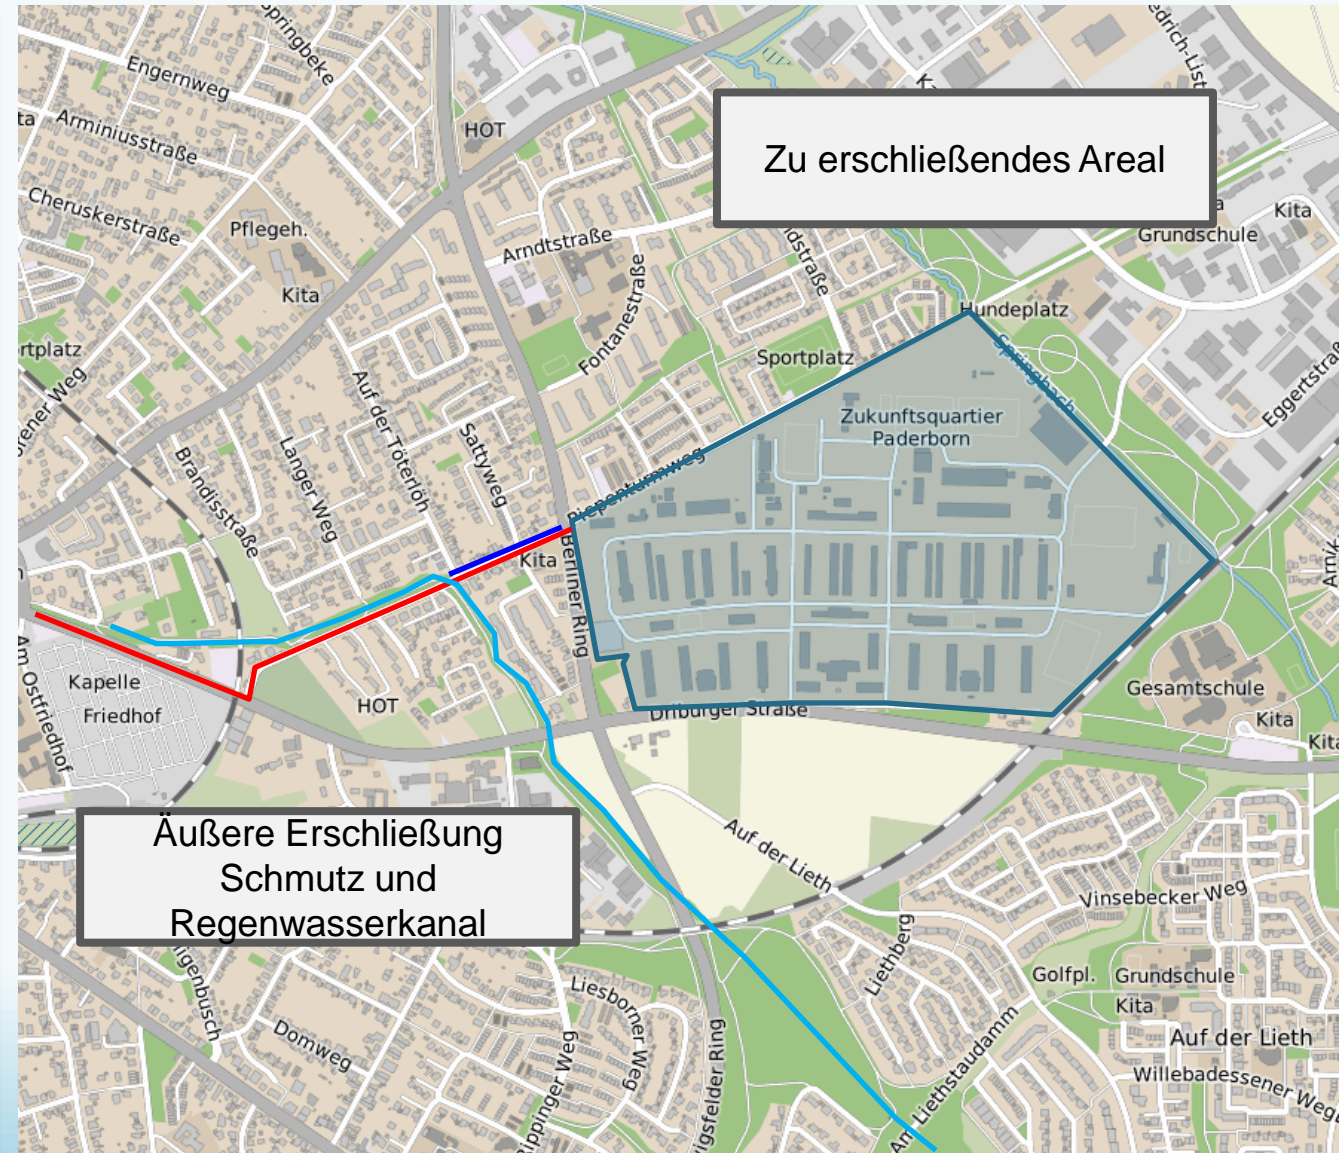 Springbeke
Engernweg
HOT
Arminiusstraße
Zu erschließendes Areal
Cheruskerstraße
Pflegeh.
Kita
Arndtstraße
Kita
Grundschule
Fontanestraße
Hundeplatz
Sportplatz
Springbach
Auf der Töterlöh
Sattyweg
Langer Weg
Brandisstraße
Zukunftsquartier
Paderborn
Piepenturmweg
Kita
Berliner Ring
Am Ostfriedhof
Kapelle
Friedhof
HOT
Driburger Straße
Gesamtschule
Kita
Äußere Erschließung
Schmutz und
Regenwasserkanal
Auf der Lieth
Vinsebecker Weg
Liethberg
Golfpl.
Grundschule
Kita
Auf der Lieth
Willebadessener Weg
Liesborner Weg
Domweg
Am Liethstaudamm